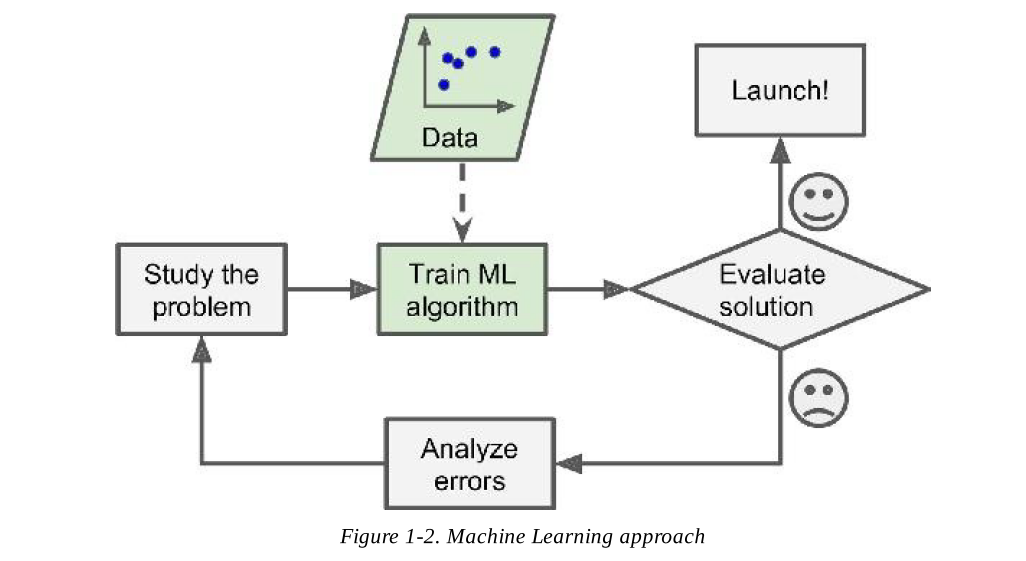 Data
Launch!
Study the
problem
Train ML
algorithm
Evaluate
solution
Analyze
errors
Figure 1-2. Machine Learning approach